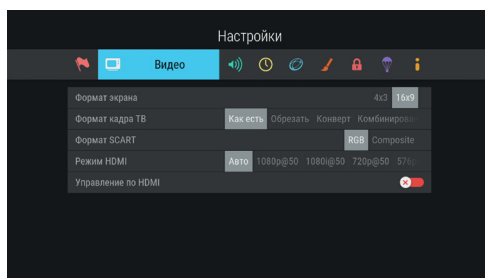 Настройки
Видео
Формат экрана 4x3 16x9
Формат кадра ТВ Как есть Обрезать Конверт Комбинирован
Формат SCART RGB Composite
Режим HDMI Авто 1080p@50 1080i@50 720p@50 576p
Управление по HDMI